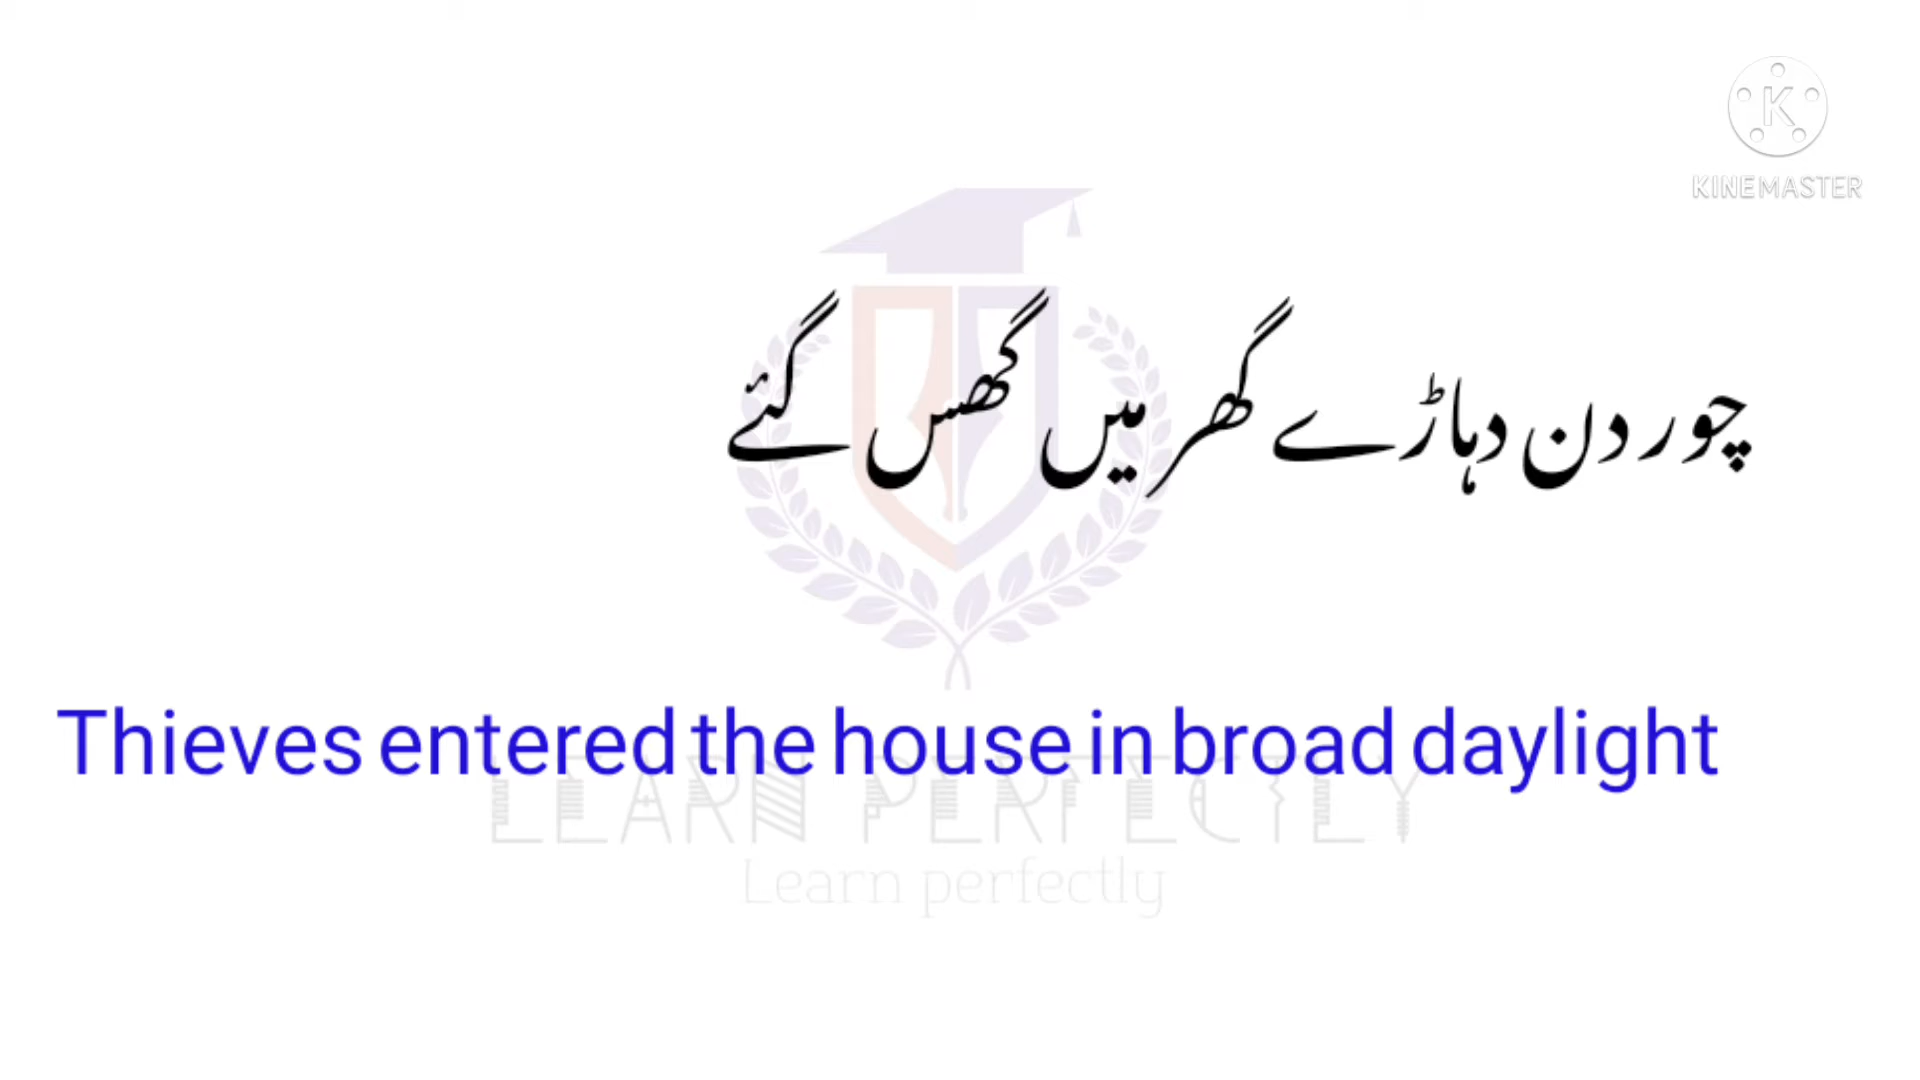 KINEMASTER
چور دن دہاڑے گھر میں گھس گئے
Thieves entered the house in broad daylight
LEARN PERFECTLY
Learn perfectly